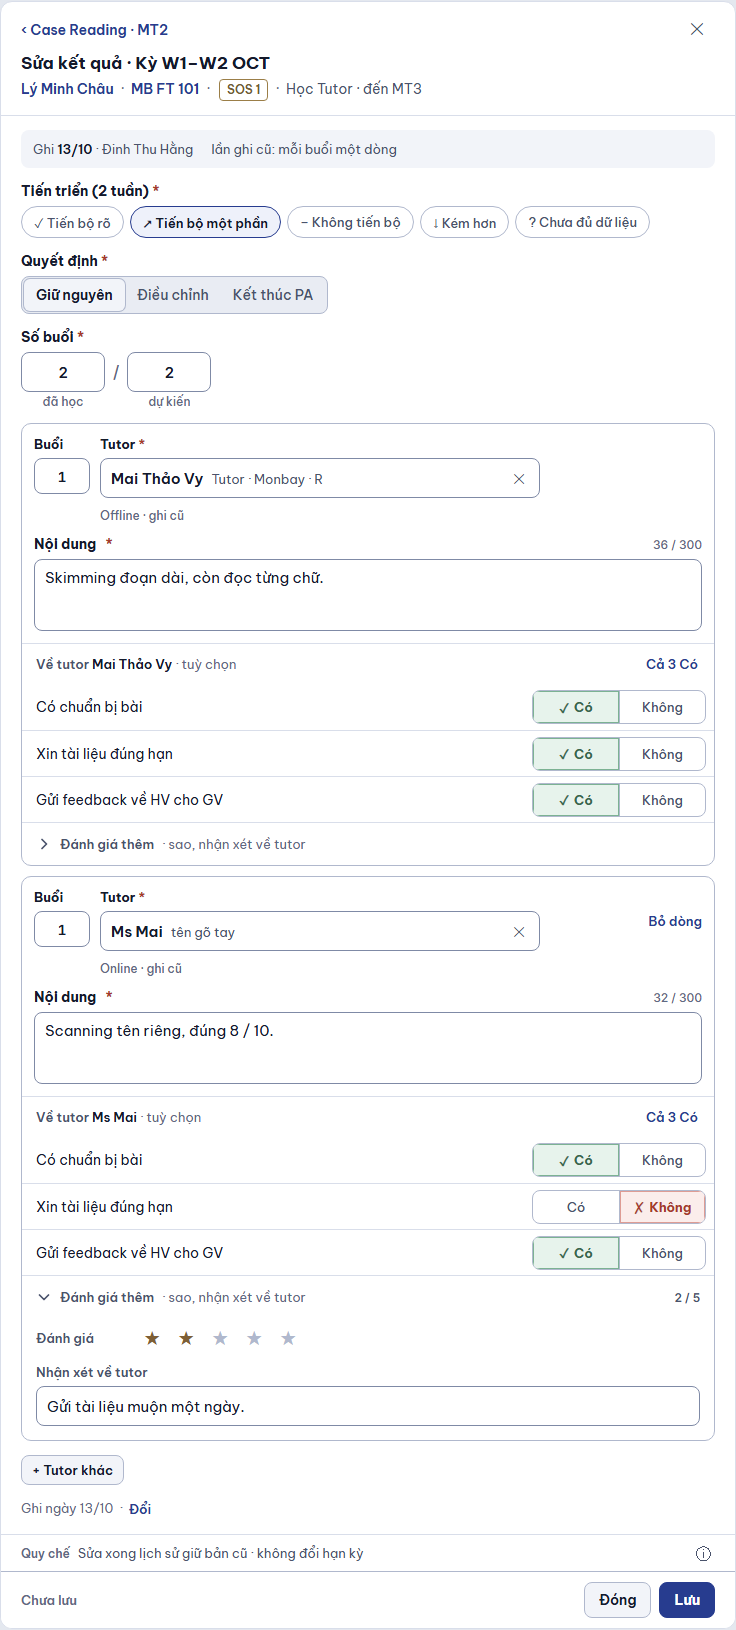 ‹ Case Reading · MT2
Sửa kết quả · Kỳ W1–W2 OCT
Lý Minh Châu · MB FT 101 · SOS 1 · Học Tutor · đến MT3
Ghi 13/10 · Đinh Thu Hằng lần ghi cũ: mỗi buổi một dòng
Tiến triển (2 tuần) *
✓ Tiến bộ rõ ↗ Tiến bộ một phần – Không tiến bộ ↓ Kém hơn ? Chưa đủ dữ liệu
Quyết định *
Giữ nguyên Điều chỉnh Kết thúc PA
Số buổi *
2 / 2
đã học dự kiến
Buổi Tutor *
1 Mai Thảo Vy Tutor · Monbay · R
Offline · ghi cũ
Nội dung * 36 / 300
Skimming đoạn dài, còn đọc từng chữ.
Về tutor Mai Thảo Vy · tuỳ chọn Cả 3 Có
Có chuẩn bị bài ✓ Có Không
Xin tài liệu đúng hạn ✓ Có Không
Gửi feedback về HV cho GV ✓ Có Không
Đánh giá thêm · sao, nhận xét về tutor
Buổi Tutor *
1 Ms Mai tên gõ tay Bỏ dòng
Online · ghi cũ
Nội dung * 32 / 300
Scanning tên riêng, đúng 8 / 10.
Về tutor Ms Mai · tuỳ chọn Cả 3 Có
Có chuẩn bị bài ✓ Có Không
Xin tài liệu đúng hạn Có ✗ Không
Gửi feedback về HV cho GV ✓ Có Không
Đánh giá thêm · sao, nhận xét về tutor 2 / 5
Đánh giá ★ ★ ★ ★ ★
Nhận xét về tutor
Gửi tài liệu muộn một ngày.
+ Tutor khác
Ghi ngày 13/10 · Đổi
Quy chế Sửa xong lịch sử giữ bản cũ · không đổi hạn kỳ
Chưa lưu Đóng Lưu